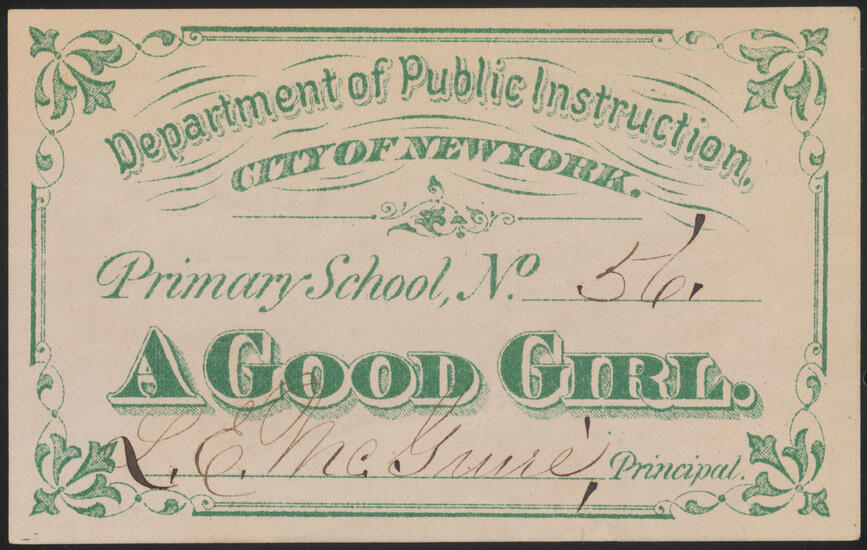 Department of Public Instruction,
CITY OF NEW YORK.
Primary School, No. 56.
A GOOD GIRL.
L. E. McGuire, Principal.